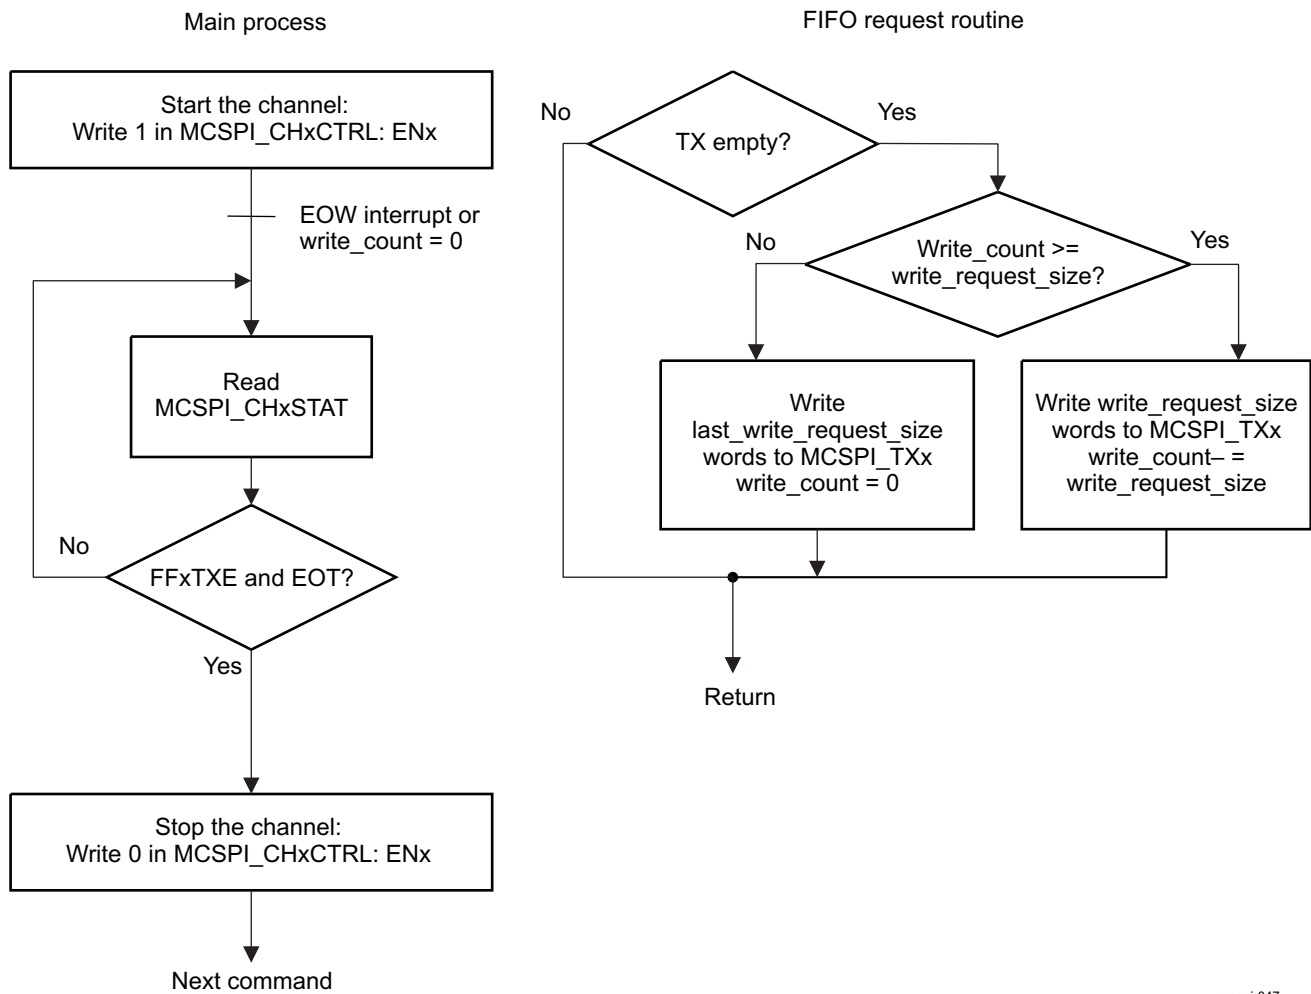 Main process
Start the channel:
Write 1 in MCSPI_CHxCTRL: ENx
EOW interrupt or
write_count = 0
Read
MCSPI_CHxSTAT
No
FFxTXE and EOT?
Yes
Stop the channel:
Write 0 in MCSPI_CHxCTRL: ENx
Next command
FIFO request routine
No
TX empty?
Yes
No
Write_count >=
write_request_size?
Yes
Write
last_write_request_size
words to MCSPI_TXx
write_count = 0
Write write_request_size
words to MCSPI_TXx
write_count– =
write_request_size
Return